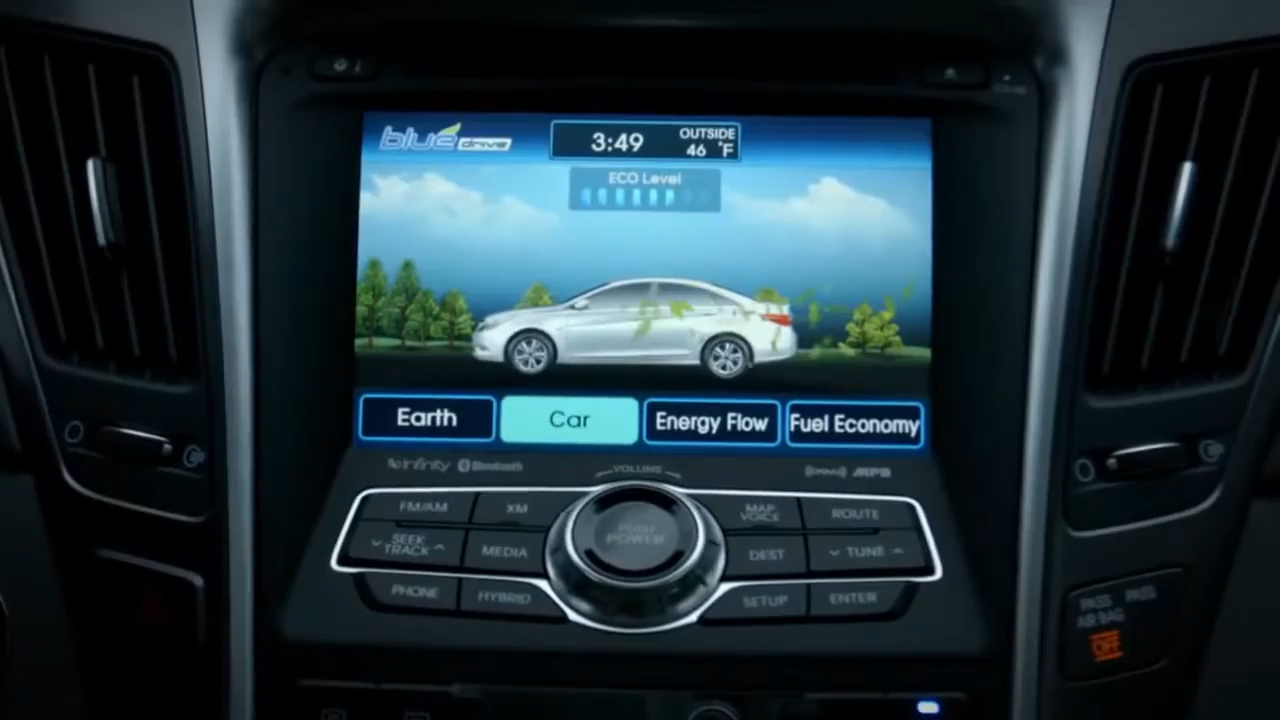 blue drive
3:49
OUTSIDE
46 °F
ECO Level
Earth
Car
Energy Flow
Fuel Economy
infinity Bluetooth
VOLUME
MP3
FM/AM
XM
MAP
VOICE
ROUTE
SEEK
TRACK
MEDIA
PUSH
POWER
DEST
TUNE
PHONE
HYBRID
SETUP
ENTER
PASS
AIR BAG
PASS
OFF